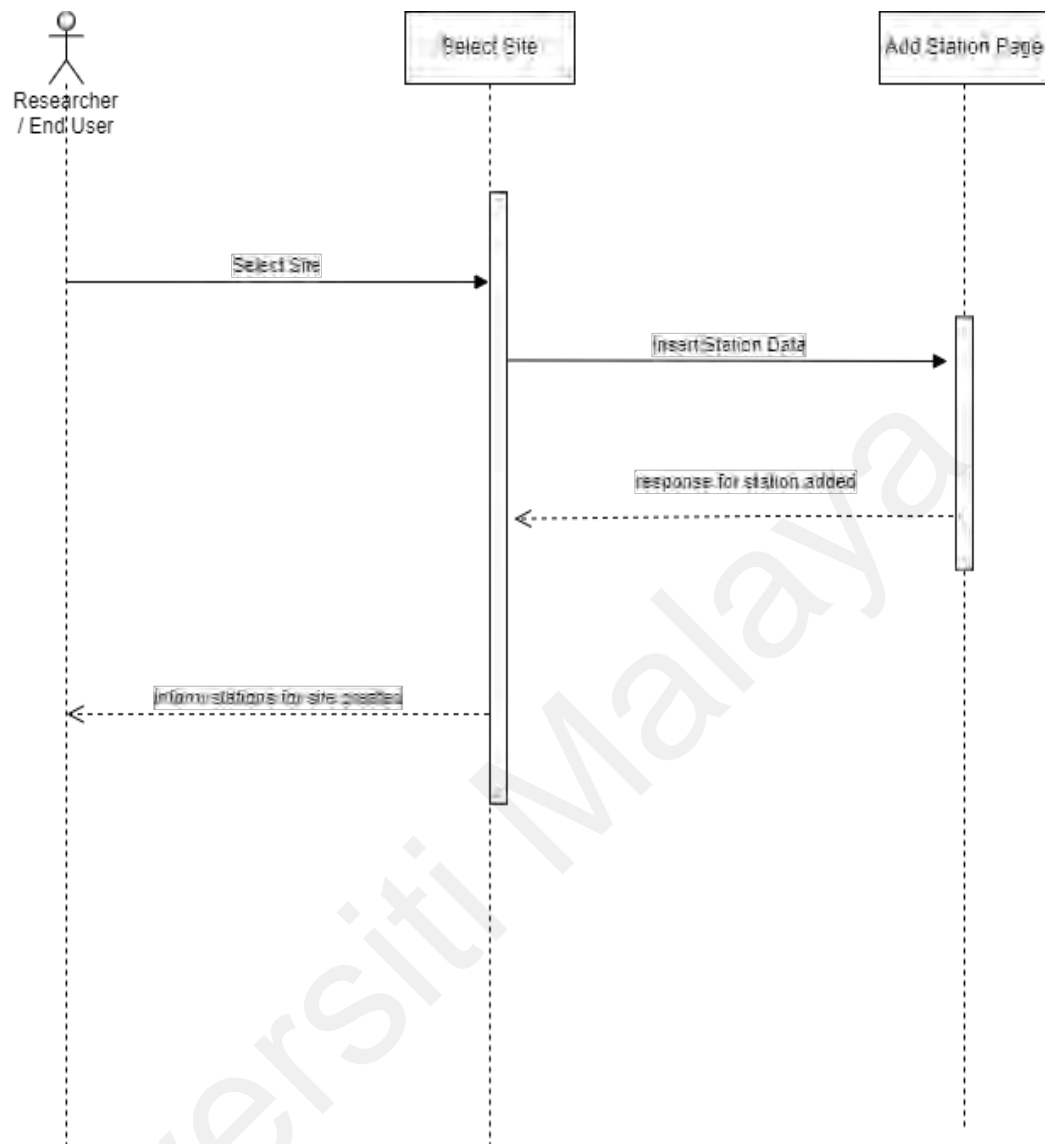 Researcher
/ End User
Select Site
Add Station Page
Select Site
Insert Station Data
response for station added
inform stations for site created
ersiti Malaya